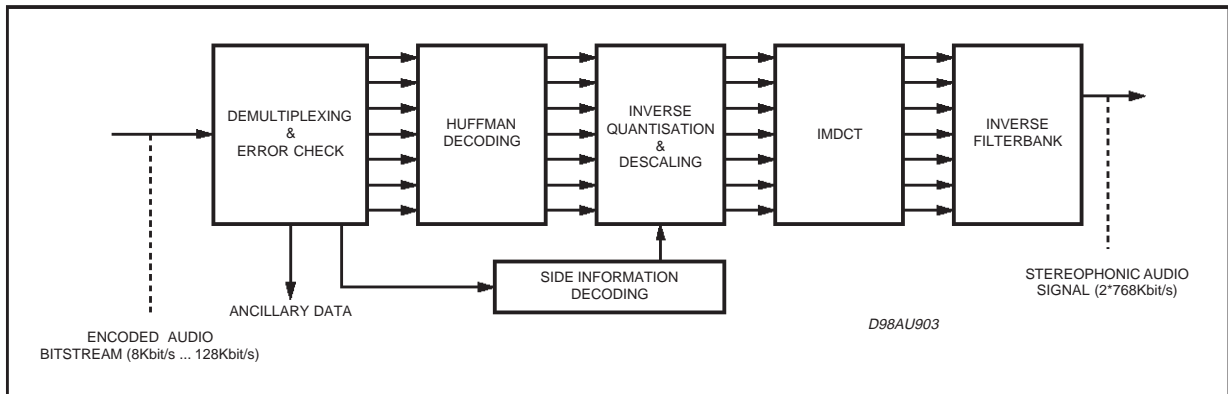 DEMULTIPLEXING
&
ERROR CHECK
HUFFMAN
DECODING
INVERSE
QUANTISATION
&
DESCALING
IMDCT
INVERSE
FILTERBANK
SIDE INFORMATION
DECODING
ANCILLARY DATA
ENCODED AUDIO
BITSTREAM (8Kbit/s ... 128Kbit/s)
STEREOPHONIC AUDIO
SIGNAL (2*768Kbit/s)
D98AU903